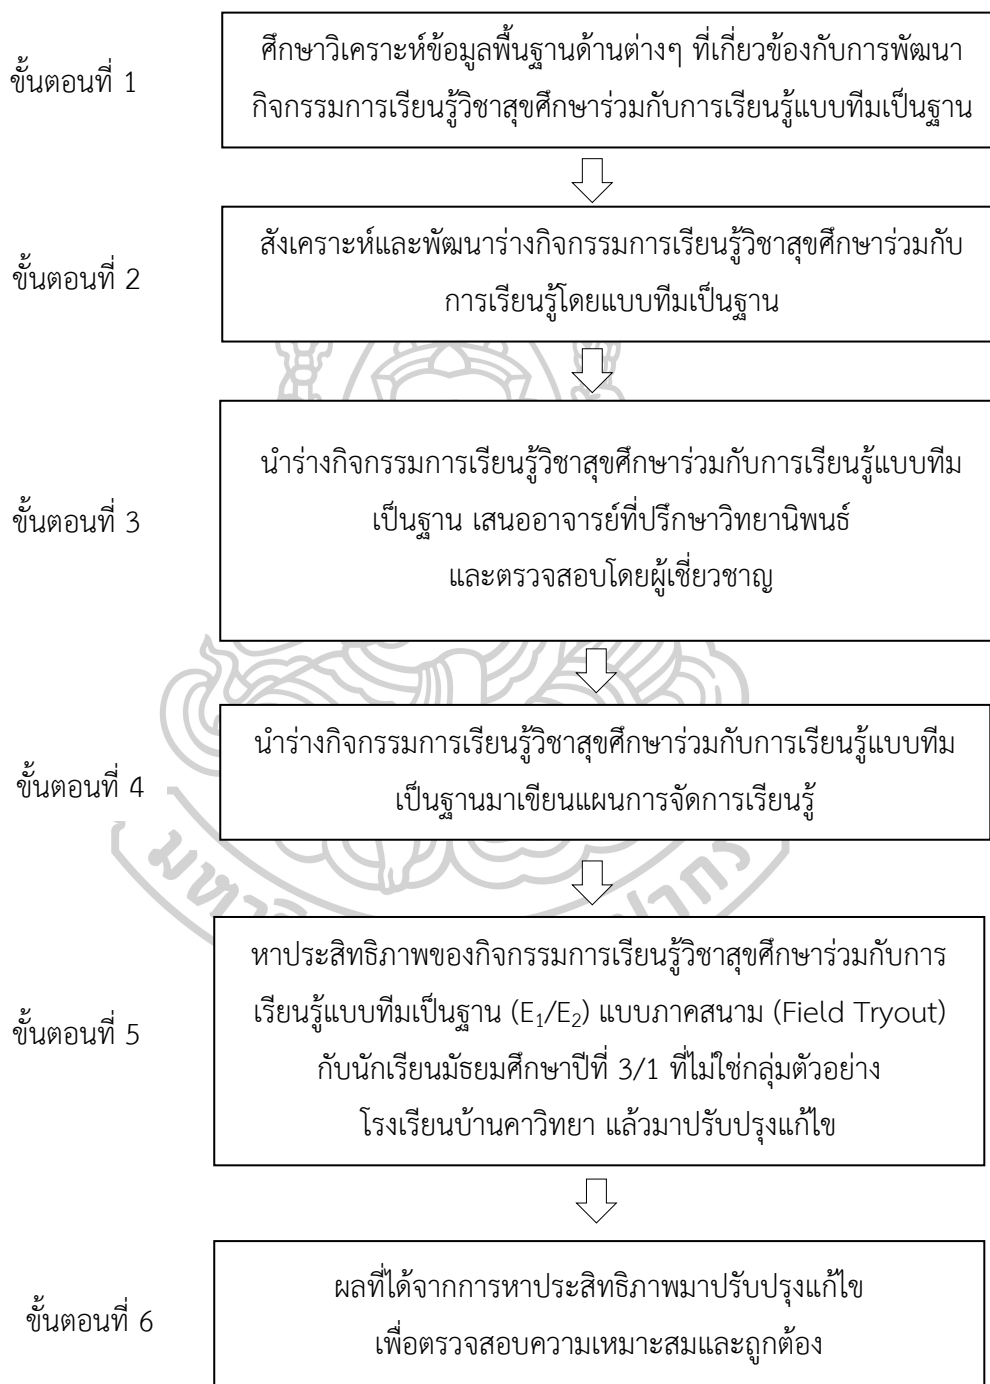 ขั้นตอนที่ 1
ศึกษาวิเคราะห์ข้อมูลพื้นฐานด้านต่างๆ ที่เกี่ยวข้องกับการพัฒนา
กิจกรรมการเรียนรู้วิชาสุขศึกษาร่วมกับการเรียนรู้แบบทีมเป็นฐาน
ขั้นตอนที่ 2
สังเคราะห์และพัฒนาร่างกิจกรรมการเรียนรู้วิชาสุขศึกษาร่วมกับ
การเรียนรู้โดยแบบทีมเป็นฐาน
ขั้นตอนที่ 3
นำร่างกิจกรรมการเรียนรู้วิชาสุขศึกษาร่วมกับการเรียนรู้แบบทีม
เป็นฐาน เสนออาจารย์ที่ปรึกษาวิทยานิพนธ์
และตรวจสอบโดยผู้เชี่ยวชาญ
ขั้นตอนที่ 4
นำร่างกิจกรรมการเรียนรู้วิชาสุขศึกษาร่วมกับการเรียนรู้แบบทีม
เป็นฐานมาเขียนแผนการจัดการเรียนรู้
ขั้นตอนที่ 5
หาประสิทธิภาพของกิจกรรมการเรียนรู้วิชาสุขศึกษาร่วมกับการ
เรียนรู้แบบทีมเป็นฐาน (E₁/E₂) แบบภาคสนาม (Field Tryout)
กับนักเรียนมัธยมศึกษาปีที่ 3/1 ที่ไม่ใช่กลุ่มตัวอย่าง
โรงเรียนบ้านคาวิทยา แล้วมาปรับปรุงแก้ไข
ขั้นตอนที่ 6
ผลที่ได้จากการหาประสิทธิภาพมาปรับปรุงแก้ไข
เพื่อตรวจสอบความเหมาะสมและถูกต้อง